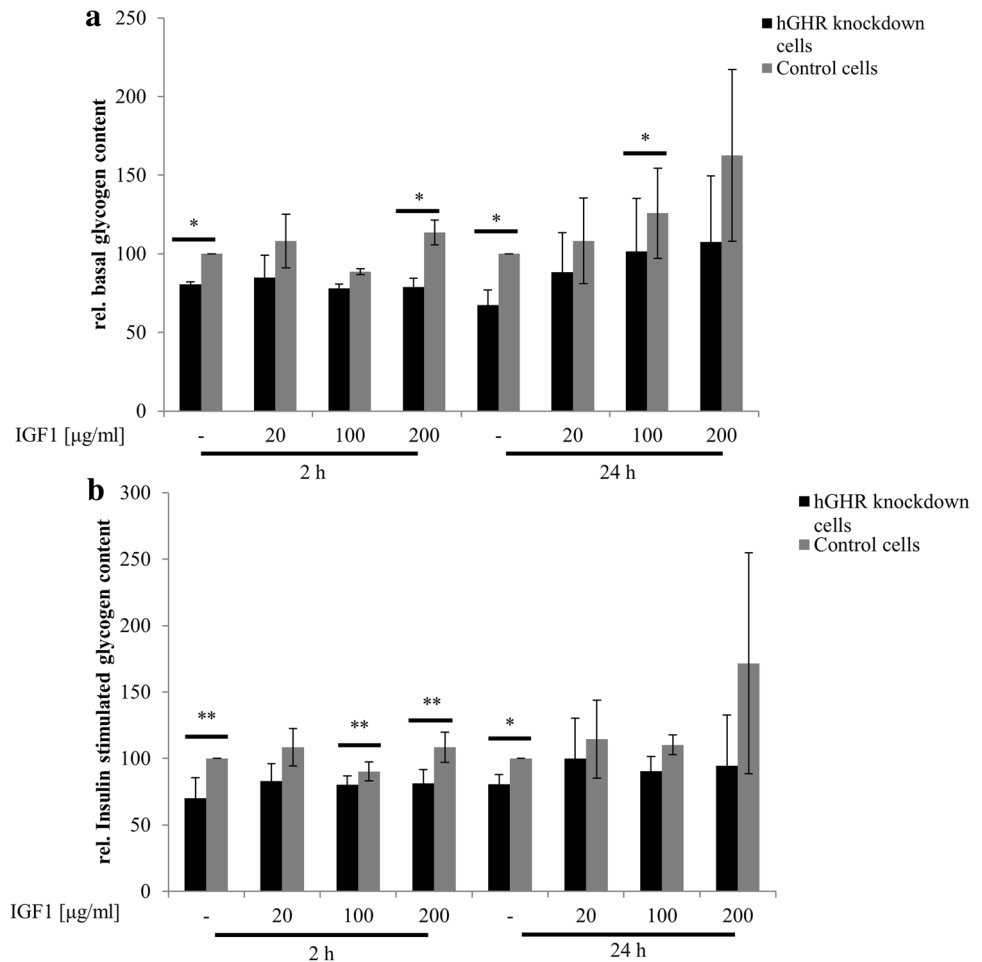 a
250
200
150
100
50
0
rel. basal glycogen content
hGHR knockdown
cells
Control cells
*
*
*
*
IGF1 [µg/ml]
- 20 100 200 - 20 100 200
2 h 24 h
b
300
250
200
150
100
50
0
rel. Insulin stimulated glycogen content
hGHR knockdown
cells
Control cells
**
**
**
*
IGF1 [µg/ml]
- 20 100 200 - 20 100 200
2 h 24 h